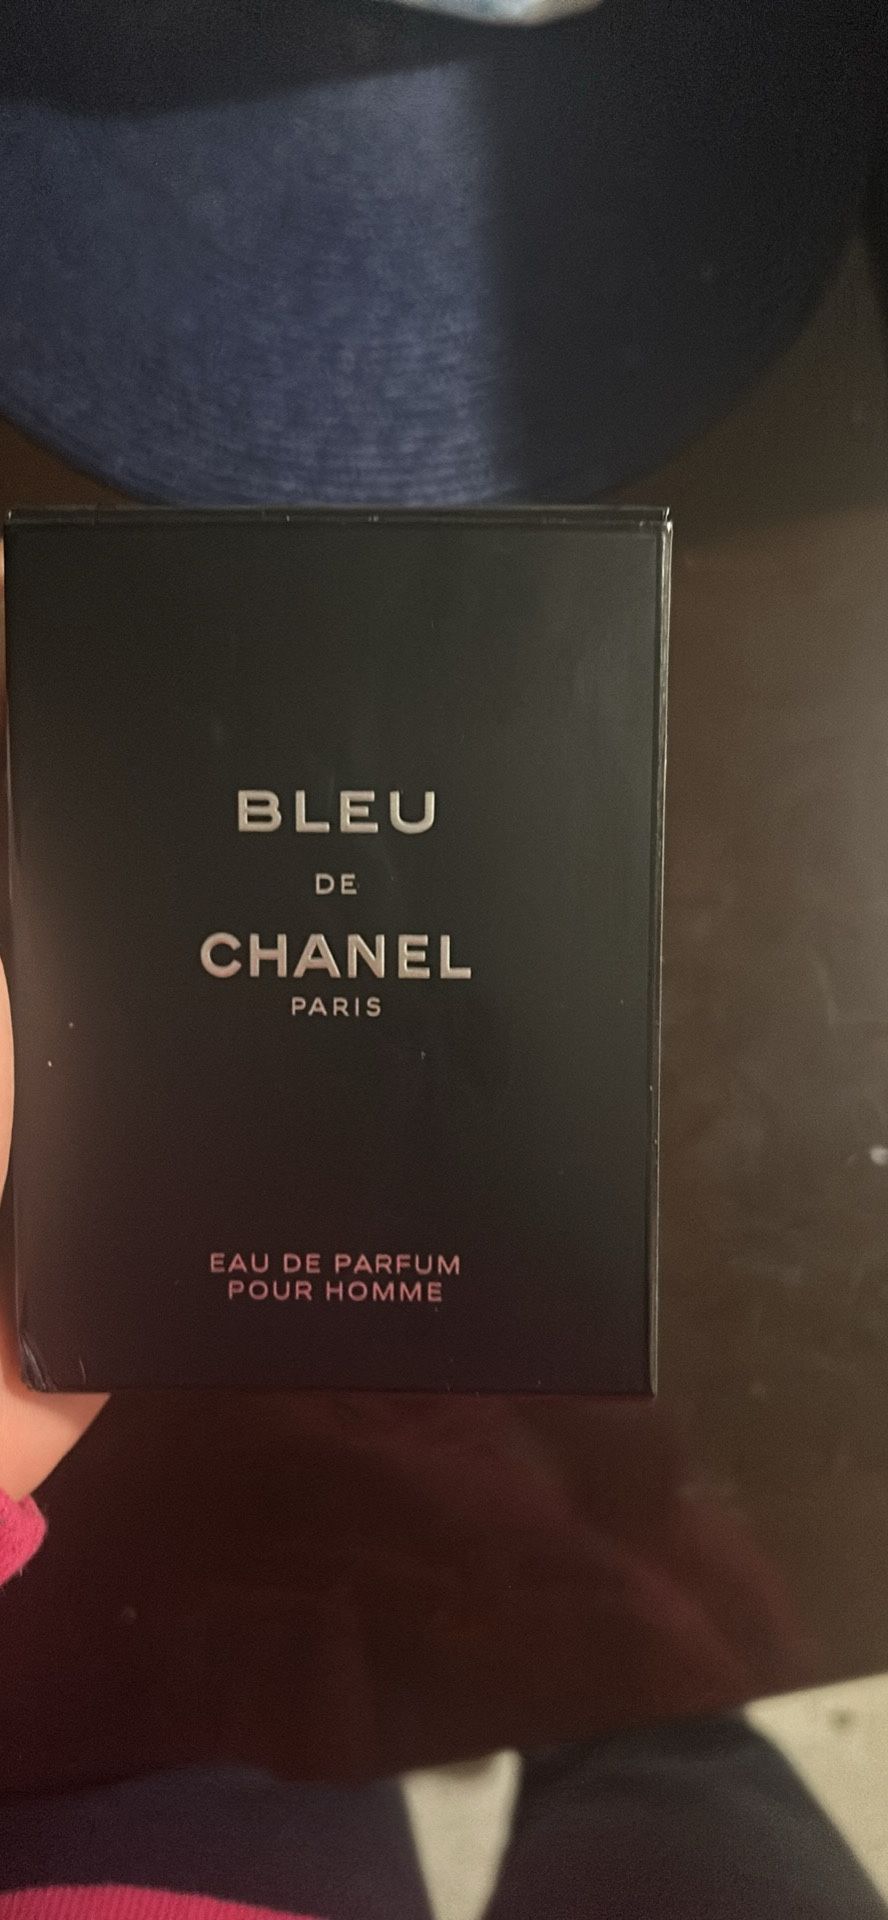 BLEU
DE
CHANEL
PARIS
EAU DE PARFUM
POUR HOMME